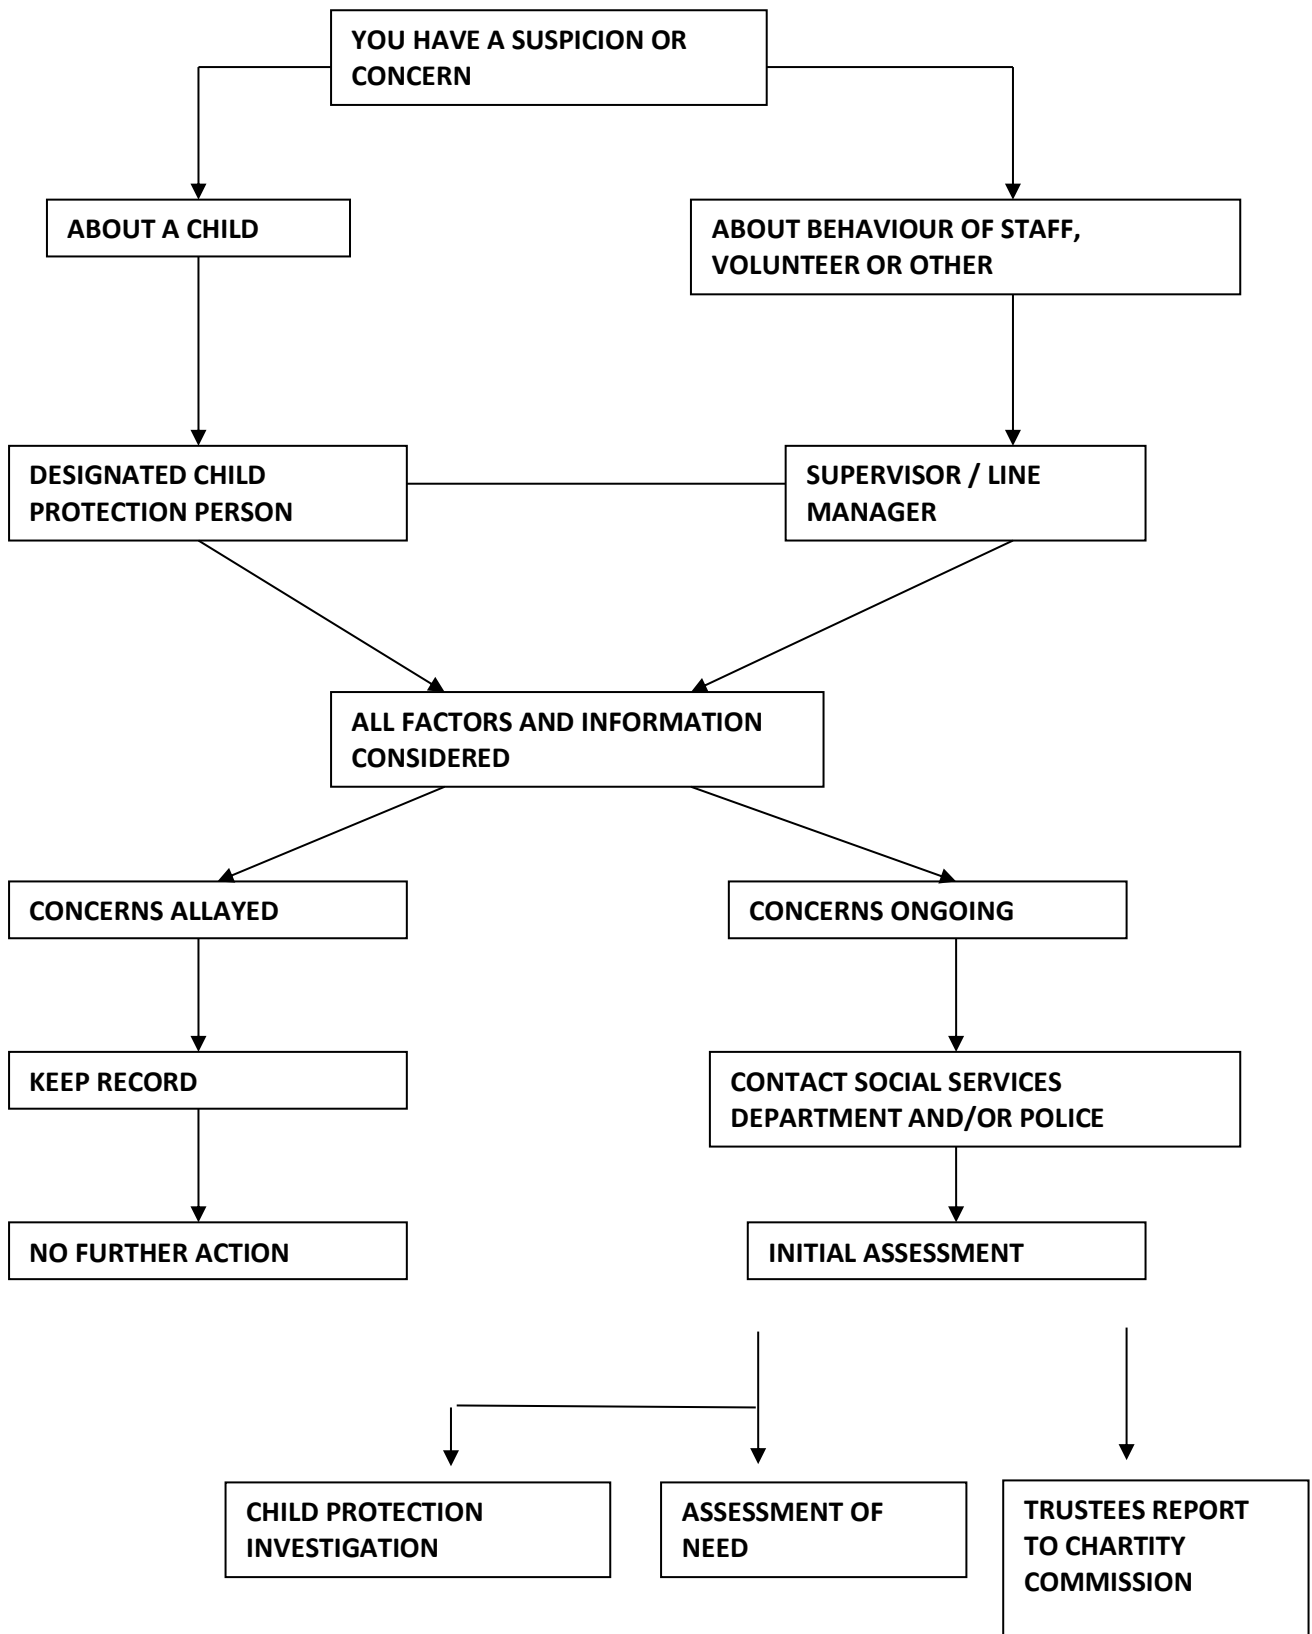 YOU HAVE A SUSPICION OR
CONCERN
ABOUT A CHILD
ABOUT BEHAVIOUR OF STAFF,
VOLUNTEER OR OTHER
DESIGNATED CHILD
PROTECTION PERSON
SUPERVISOR / LINE
MANAGER
ALL FACTORS AND INFORMATION
CONSIDERED
CONCERNS ALLAYED
CONCERNS ONGOING
KEEP RECORD
CONTACT SOCIAL SERVICES
DEPARTMENT AND/OR POLICE
NO FURTHER ACTION
INITIAL ASSESSMENT
CHILD PROTECTION
INVESTIGATION
ASSESSMENT OF
NEED
TRUSTEES REPORT
TO CHARTITY
COMMISSION